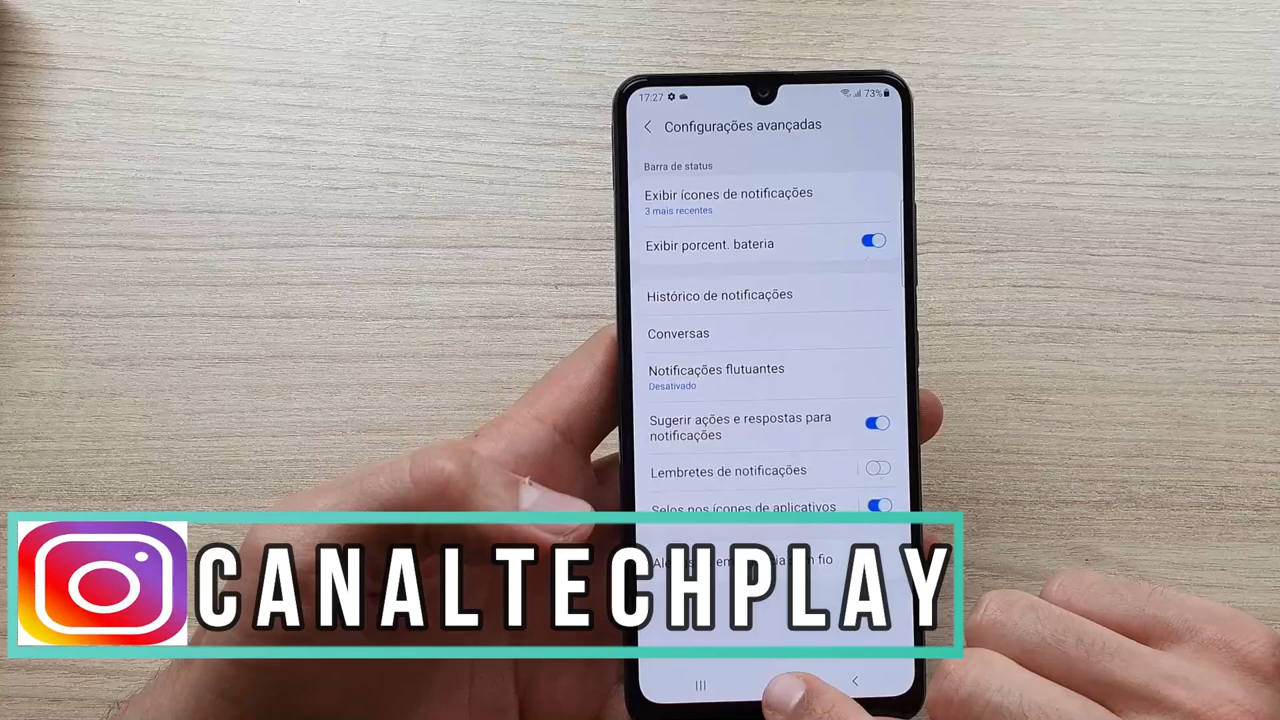 17:27
73%
Configurações avançadas
Barra de status
Exibir ícones de notificações
3 mais recentes
Exibir porcent. bateria
Histórico de notificações
Conversas
Notificações flutuantes
Desativado
Sugerir ações e respostas para
notificações
Lembretes de notificações
Selos nos ícones de aplicativos
fio
CANALTECHPLAY